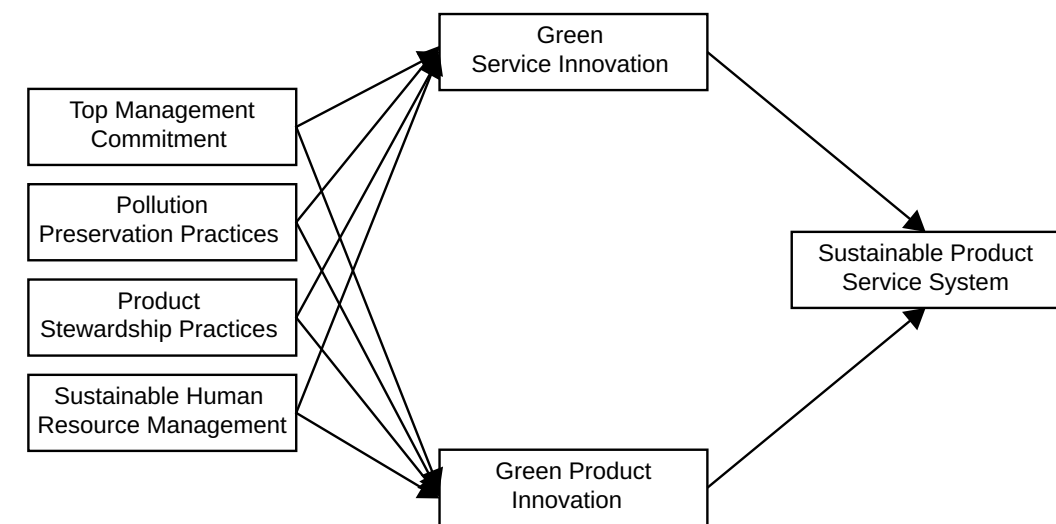 Green
Service Innovation
Top Management
Commitment
Pollution
Preservation Practices
Product
Stewardship Practices
Sustainable Human
Resource Management
Sustainable Product
Service System
Green Product
Innovation